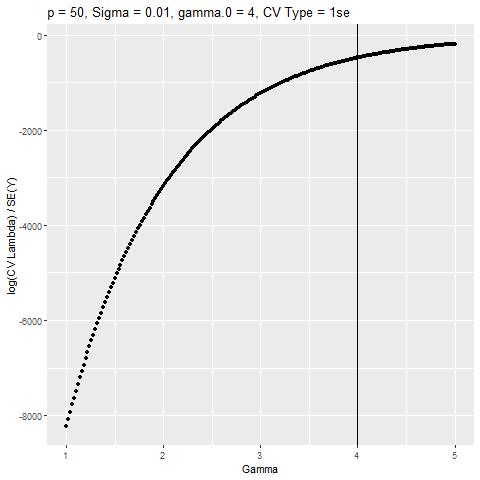 p = 50, Sigma = 0.01, gamma.0 = 4, CV Type = 1se
0
-2000
-4000
-6000
-8000
log(CV Lambda) / SE(Y)
1 2 3 4 5
Gamma